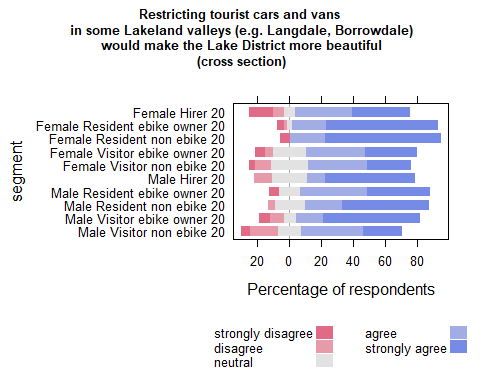 Restricting tourist cars and vans
in some Lakeland valleys (e.g. Langdale, Borrowdale)
would make the Lake District more beautiful
(cross section)
segment
Female Hirer 20
Female Resident ebike owner 20
Female Resident non ebike 20
Female Visitor ebike owner 20
Female Visitor non ebike 20
Male Hirer 20
Male Resident ebike owner 20
Male Resident non ebike 20
Male Visitor ebike owner 20
Male Visitor non ebike 20
20 0 20 40 60 80
Percentage of respondents
strongly disagree agree
disagree strongly agree
neutral